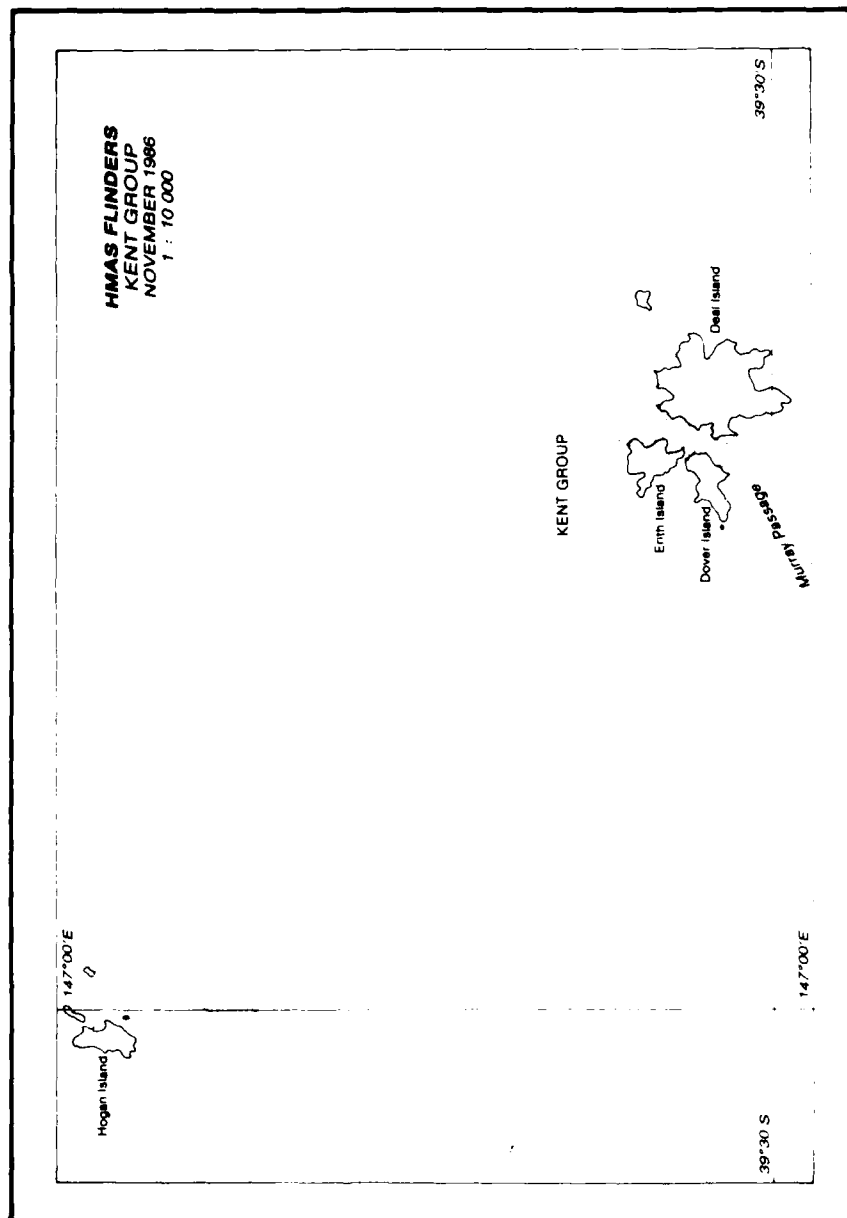 HMAS FLINDERS
KENT GROUP
NOVEMBER 1986
1 : 10 000
147°00'E
Hogan Island
KENT GROUP
Erith Island
Dover Island
Deal Island
Murray Passage
39°30 S
147°00'E
39°30'S